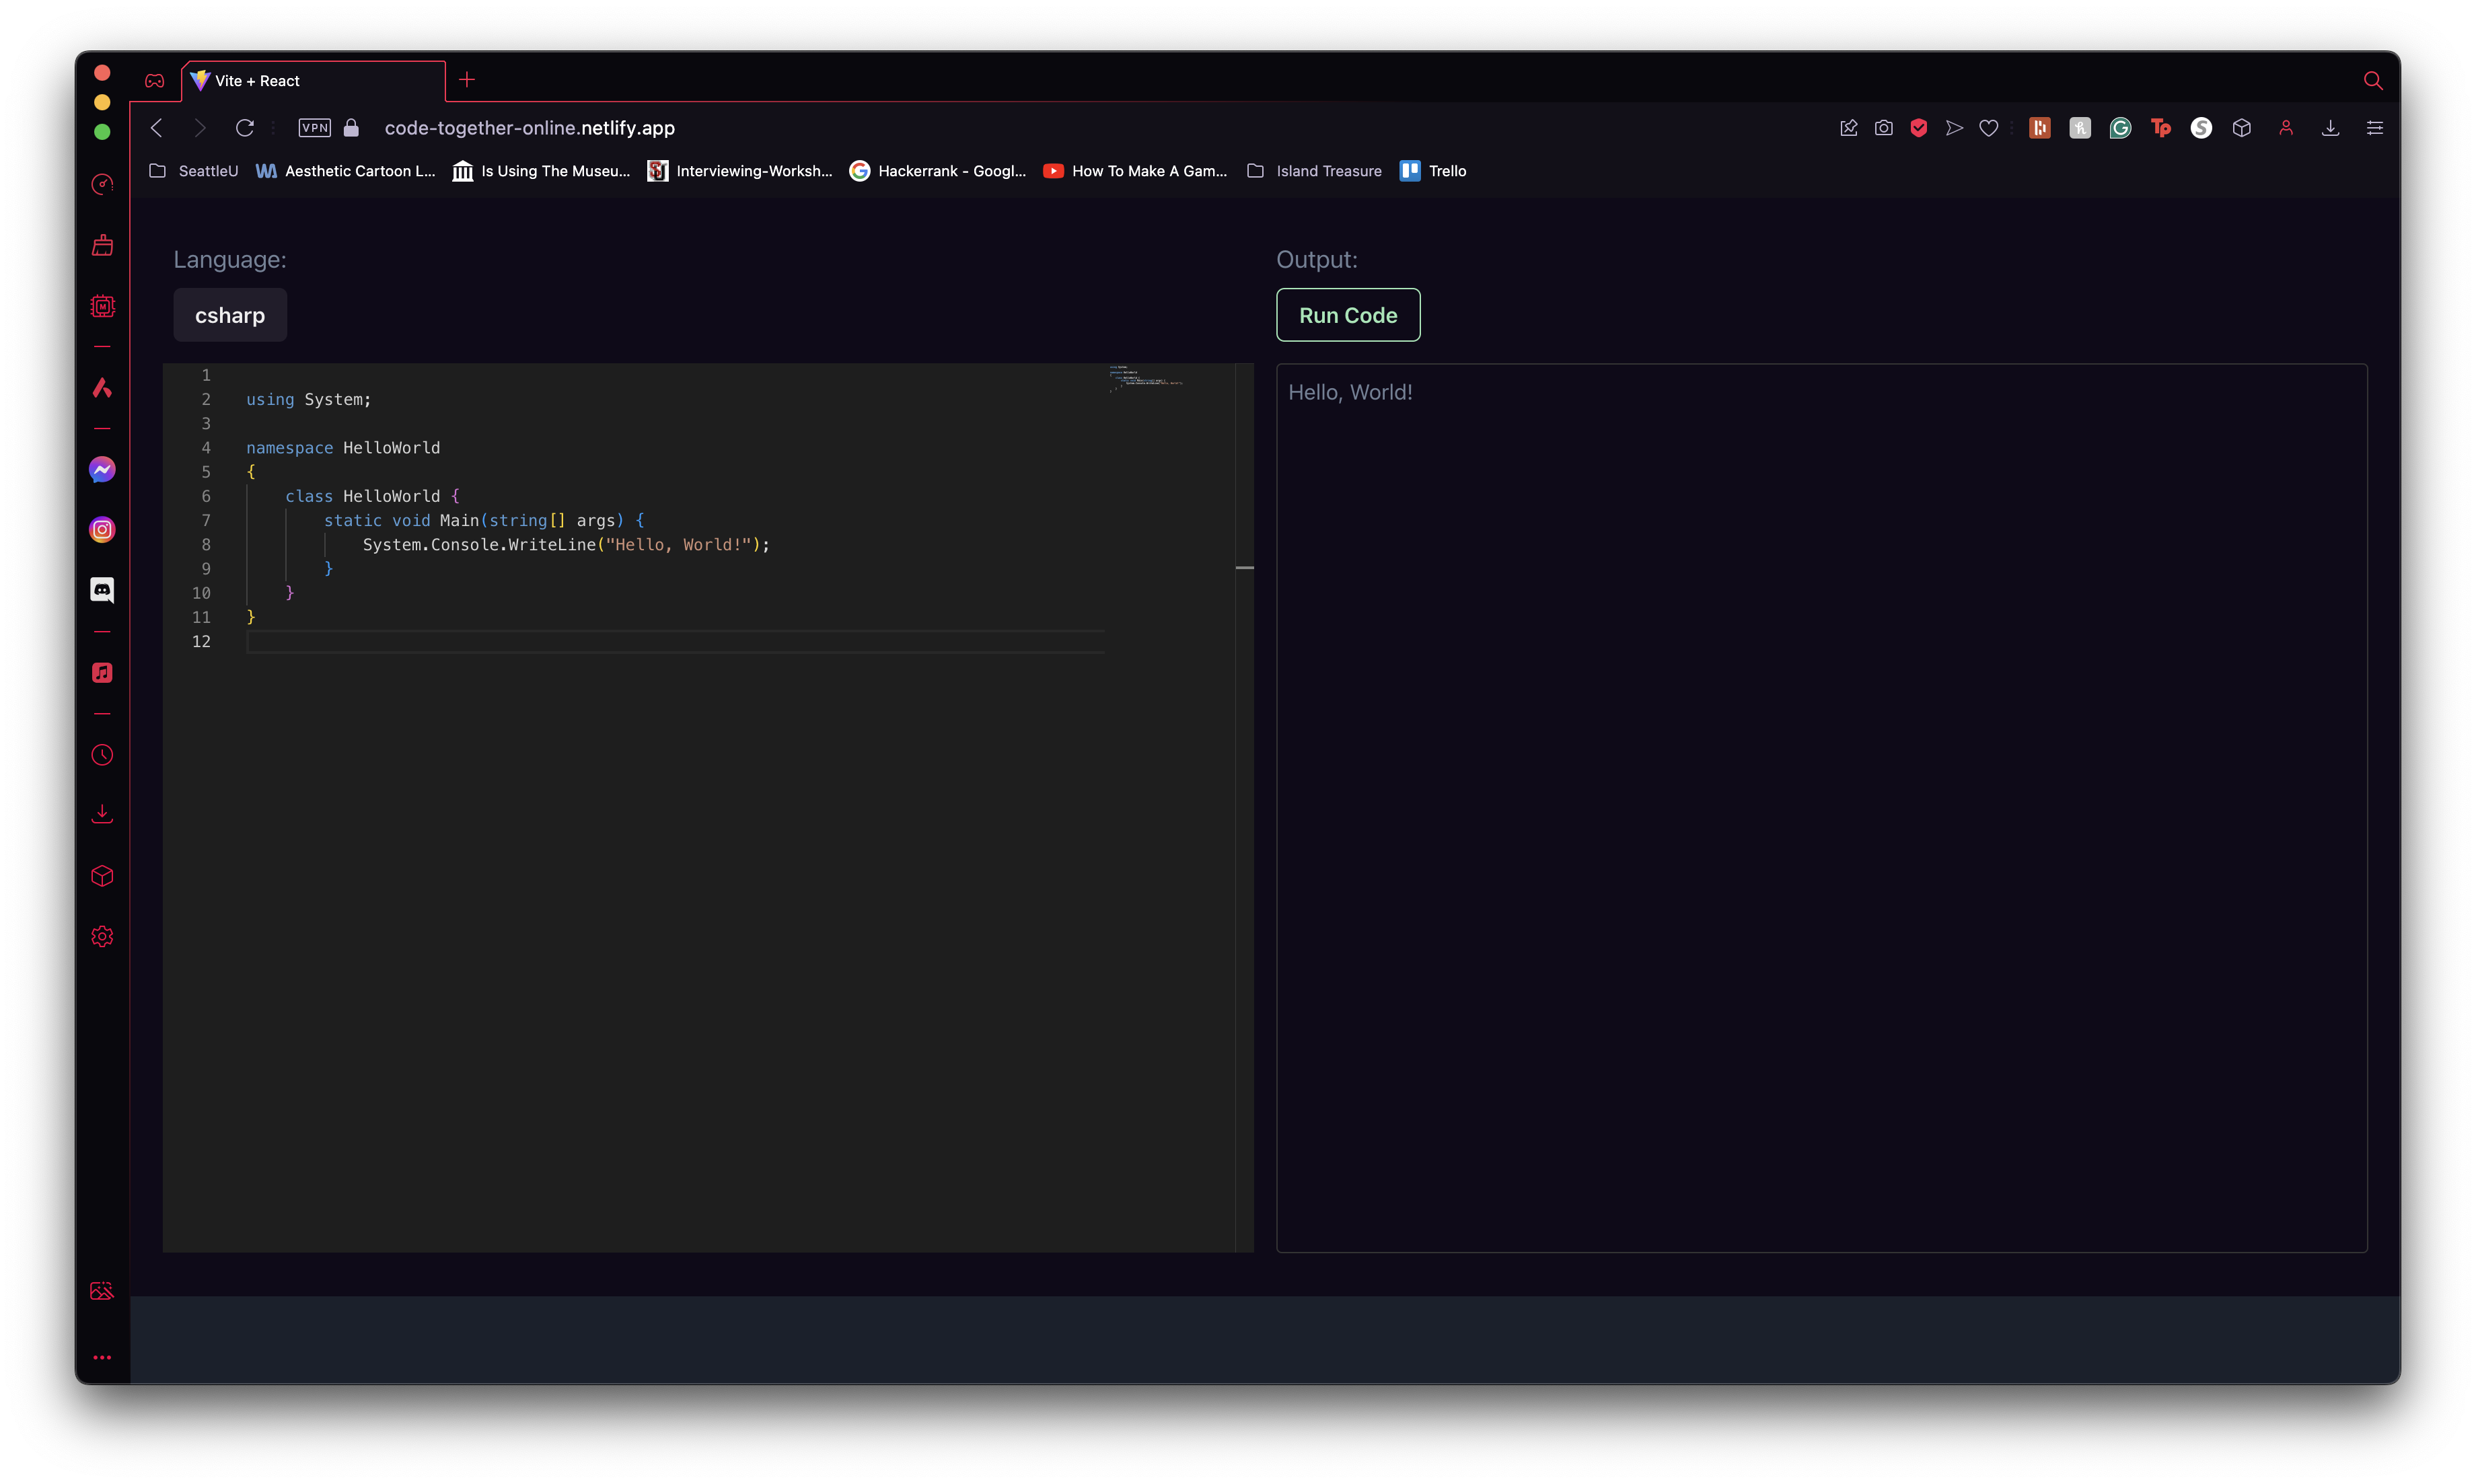 Vite + React
VPN
code-together-online.netlify.app
SeattleU
Aesthetic Cartoon L...
Is Using The Museu...
Interviewing-Worksh...
Hackerrank - Googl...
How To Make A Gam...
Island Treasure
Trello
Language:
csharp
1
2 using System;
3
4 namespace HelloWorld
5 {
6 class HelloWorld {
7 static void Main(string[] args) {
8 System.Console.WriteLine("Hello, World!");
9 }
10 }
11 }
12
Output:
Run Code
Hello, World!